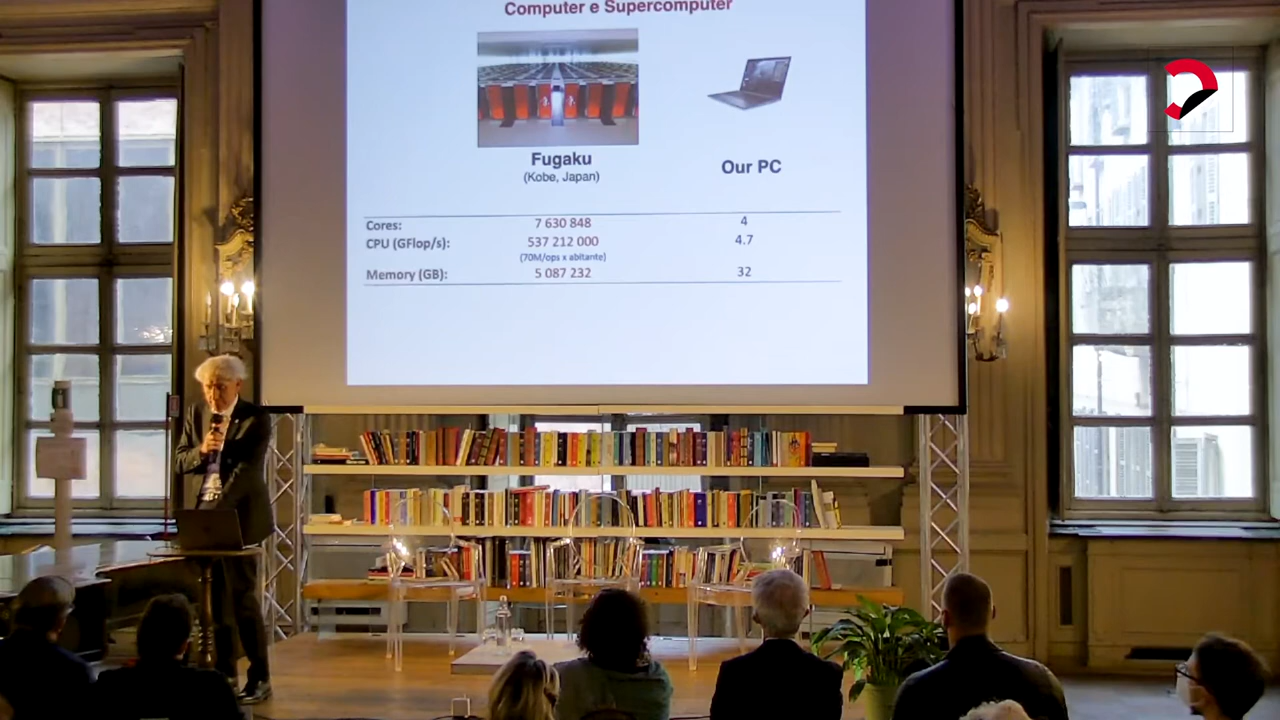 Computer e Supercomputer
Fugaku
(Kobe, Japan)
Our PC
Cores: 7 630 848 4
CPU (GFlop/s): 537 212 000 4.7
(70M/ops x abitante)
Memory (GB): 5 087 232 32